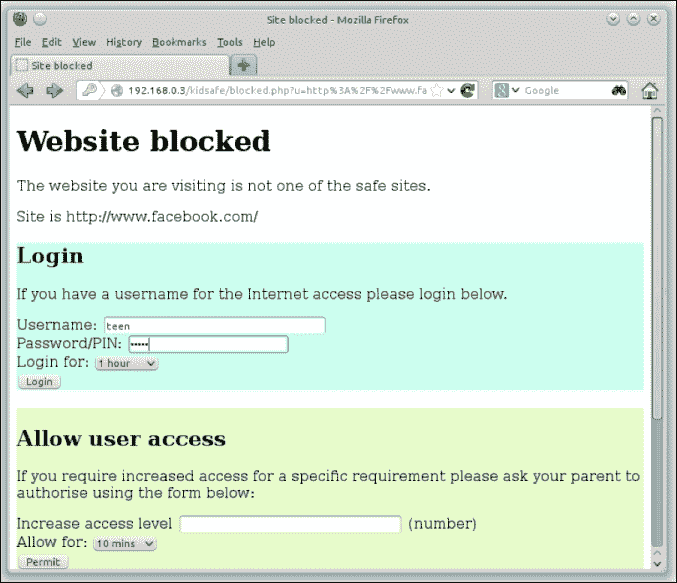 Site blocked - Mozilla Firefox
File Edit View History Bookmarks Tools Help
Site blocked
192.168.0.3/kidsafe/blocked.php?u=http%3A%2F%2Fwww.fa
Google
Website blocked
The website you are visiting is not one of the safe sites.
Site is http://www.facebook.com/
Login
If you have a username for the Internet access please login below.
Username: teen
Password/PIN: •••••
Login for: 1 hour
Login
Allow user access
If you require increased access for a specific requirement please ask your parent to
authorise using the form below:
Increase access level (number)
Allow for: 10 mins
Permit